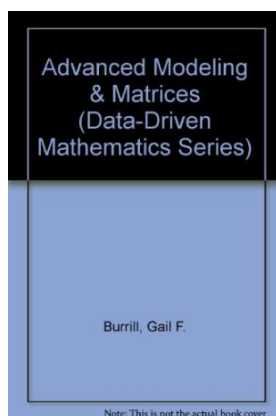 Advanced Modeling
& Matrices
(Data-Driven
Mathematics Series)
Burrill, Gail F.
Note: This is not the actual book cover